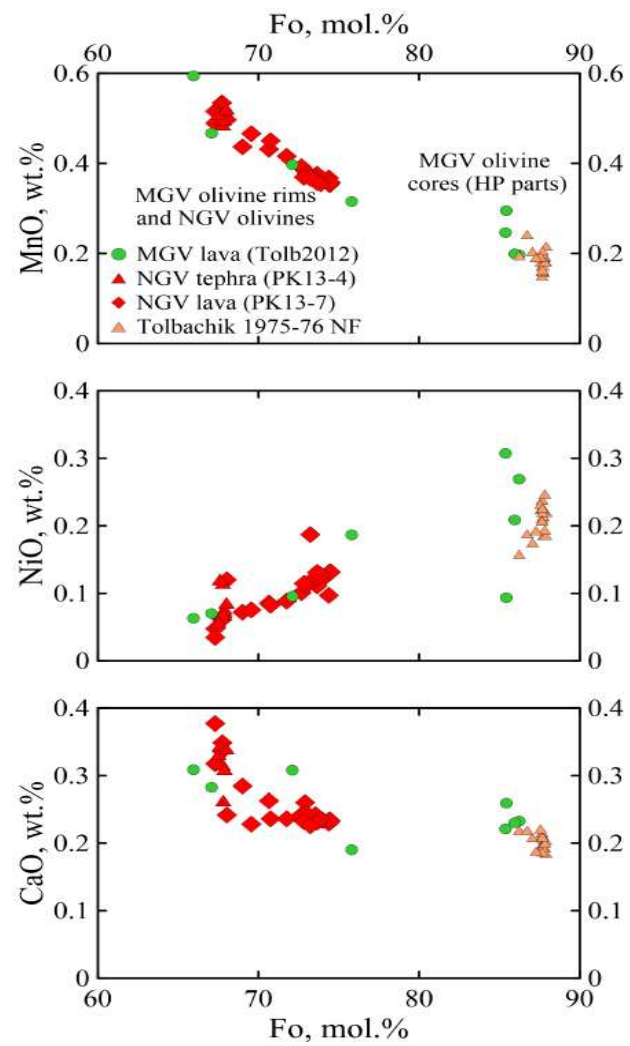 Fo, mol.%
60 70 80 90
0.6 0.6
0.4 0.4
0.2 0.2
0 0
MnO, wt.%
MGV olivine rims
and NGV olivines
MGV olivine
cores (HP parts)
MGV lava (Tolb2012)
NGV tephra (PK13-4)
NGV lava (PK13-7)
Tolbachik 1975-76 NF
60 70 80 90
0.4 0.4
0.3 0.3
0.2 0.2
0.1 0.1
0 0
NiO, wt.%
0.4 0.4
0.3 0.3
0.2 0.2
0.1 0.1
0 0
CaO, wt.%
60 70 80 90
Fo, mol.%